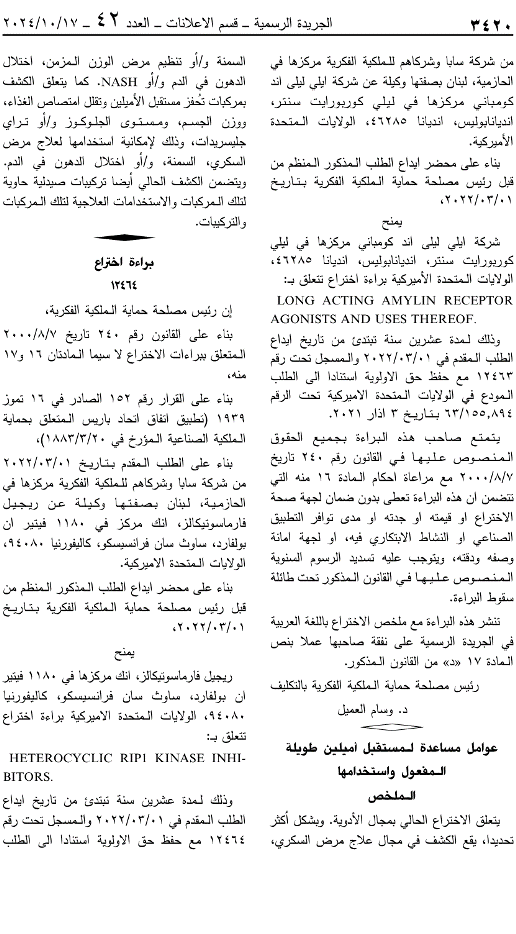 ٣٤٢٠
الجريدة الرسمية – قسم الاعلانات – العدد ٤٢ – ٢٠٢٤/١٠/١٧
من شركة سابا وشركاهم للملكية الفكرية مركزها في
الحازمية، لبنان بصفتها وكيلة عن شركة ايلي ليلى اند
كومباني مركزها في ليلي كوربورايت سنتر،
انديانابوليس، انديانا ٤٦٢٨٥، الولايات المتحدة
الأميركية.
بناء على محضر ايداع الطلب المذكور المنظم من
قبل رئيس مصلحة حماية الملكية الفكرية بتاريخ
٢٠٢٢/٠٣/٠١،
يمنح
شركة ايلي ليلى أند كومباني مركزها في ليلي
كوربورايت سنتر، انديانابوليس، انديانا ٤٦٢٨٥،
الولايات المتحدة الأميركية براءة اختراع تتعلق بـ:
LONG ACTING AMYLIN RECEPTOR
AGONISTS AND USES THEREOF.
وذلك لمدة عشرين سنة تبتدئ من تاريخ ايداع
الطلب المقدم في ٢٠٢٢/٠٣/٠١ والمسجل تحت رقم
١٢٤٦٣ مع حفظ حق الاولوية استنادا الى الطلب
المودع في الولايات المتحدة الاميركية تحت الرقم
٦٣/١٥٥,٨٩٤ بتاريخ ٣ اذار ٢٠٢١.
يتمتع صاحب هذه البراءة بجميع الحقوق
المنصوص عليها في القانون رقم ٢٤٠ تاريخ
٢٠٠٠/٨/٧ مع مراعاة احكام المادة ١٦ منه التي
تتضمن ان هذه البراءة تعطى بدون ضمان لجهة صحة
الاختراع او قيمته او جدته او مدى توافر التطبيق
الصناعي او النشاط الابتكاري فيه، او لجهة امانة
وصفه ودقته، ويتوجب عليه تسديد الرسوم السنوية
المنصوص عليها في القانون المذكور تحت طائلة
سقوط البراءة.
تنشر هذه البراءة مع ملخص الاختراع باللغة العربية
في الجريدة الرسمية على نفقة صاحبها عملا بنص
المادة ١٧ «د» من القانون المذكور.
رئيس مصلحة حماية الملكية الفكرية بالتكليف
د. وسام العميل
عوامل مساعدة لمستقبل أميلين طويلة
المفعول واستخدامها
الملخص
يتعلق الاختراع الحالي بمجال الأدوية. وبشكل أكثر
تحديدا، يقع الكشف في مجال علاج مرض السكري،
السمنة و/أو تنظيم مرض الوزن المزمن، اختلال
الدهون في الدم و/أو NASH. كما يتعلق الكشف
بمركبات تُحفز مستقبل الأميلين وتقلل امتصاص الغذاء،
ووزن الجسم، ومستوى الجلوكوز و/أو تراي
جليسريدات، وذلك لإمكانية استخدامها لعلاج مرض
السكري، السمنة، و/أو اختلال الدهون في الدم.
ويتضمن الكشف الحالي أيضا تركيبات صيدلية حاوية
لتلك المركبات والاستخدامات العلاجية لتلك المركبات
والتركيبات.
براءة اختراع
١٢٤٦٤
إن رئيس مصلحة حماية الملكية الفكرية،
بناء على القانون رقم ٢٤٠ تاريخ ٢٠٠٠/٨/٧
المتعلق ببراءات الاختراع لا سيما المادتان ١٦ و١٧
منه،
بناء على القرار رقم ١٥٢ الصادر في ١٦ تموز
١٩٣٩ (تطبيق اتفاق اتحاد باريس المتعلق بحماية
الملكية الصناعية المؤرخ في ١٨٨٣/٣/٢٠)،
بناء على الطلب المقدم بتاريخ ٢٠٢٢/٠٣/٠١
من شركة سابا وشركاهم للملكية الفكرية مركزها في
الحازمية، لبنان بصفتها وكيلة عن ريجيل
فارماسوتيكالز، انك مركز في ١١٨٠ فيتير ان
بولفارد، ساوث سان فرانسيسكو، كاليفورنيا ٩٤٠٨٠،
الولايات المتحدة الاميركية.
بناء على محضر ايداع الطلب المذكور المنظم من
قبل رئيس مصلحة حماية الملكية الفكرية بتاريخ
٢٠٢٢/٠٣/٠١،
يمنح
ريجيل فارماسوتيكالز، انك مركزها في ١١٨٠ فيتير
ان بولفارد، ساوث سان فرانسيسكو، كاليفورنيا
٩٤٠٨٠، الولايات المتحدة الاميركية براءة اختراع
تتعلق بـ:
HETEROCYCLIC RIP1 KINASE INHI-
BITORS.
وذلك لمدة عشرين سنة تبتدئ من تاريخ ايداع
الطلب المقدم في ٢٠٢٢/٠٣/٠١ والمسجل تحت رقم
١٢٤٦٤ مع حفظ حق الاولوية استنادا الى الطلب